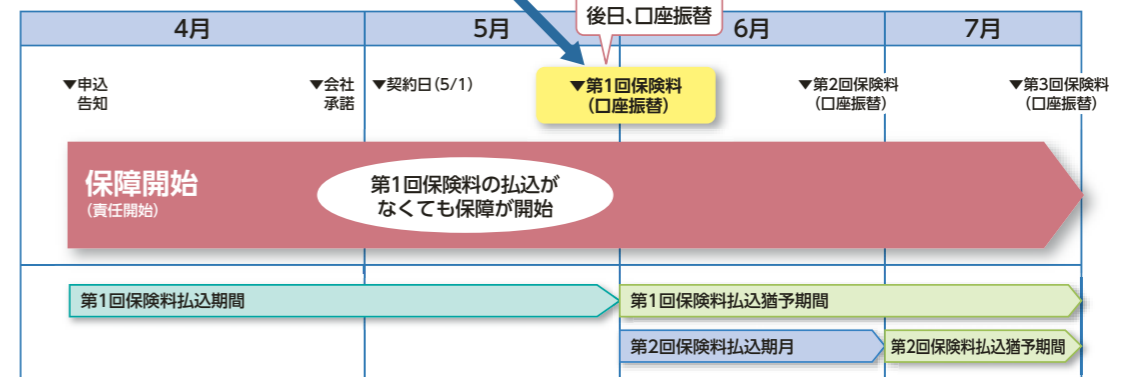 後日、口座振替
4月
5月
6月
7月
▼申込
告知
▼会社
承諾
▼契約日(5/1)
▼第1回保険料
(口座振替)
▼第2回保険料
(口座振替)
▼第3回保険料
(口座振替)
保障開始
(責任開始)
第1回保険料の払込が
なくても保障が開始
第1回保険料払込期間
第1回保険料払込猶予期間
第2回保険料払込期月
第2回保険料払込猶予期間